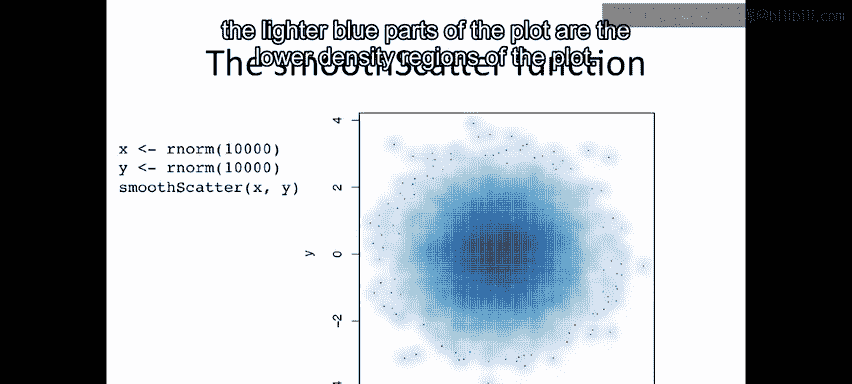 the lighter blue parts of the plot are the
lower density regions of the plot.
The smoothScatter function
x <- rnorm(10000)
y <- rnorm(10000)
smoothScatter(x, y)
4
2
0
-2
y